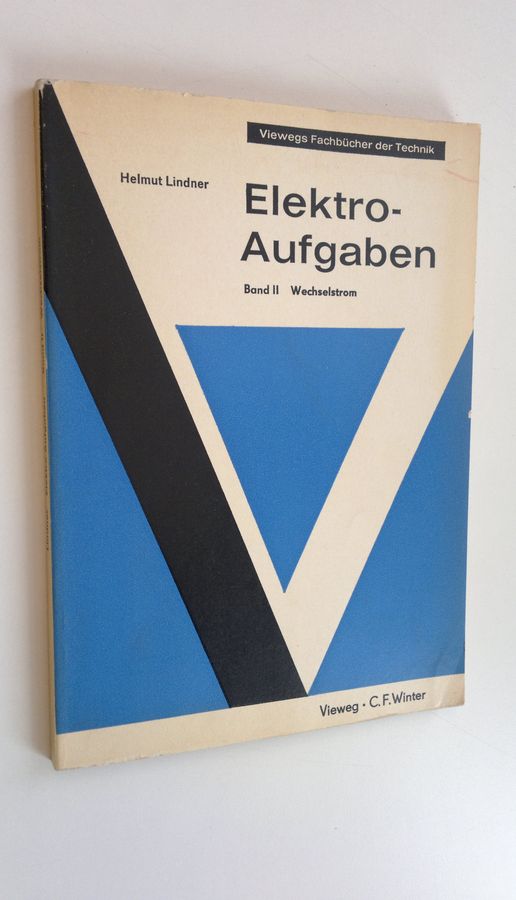 Viewegs Fachbücher der Technik
Helmut Lindner
Elektro-
Aufgaben
Band II Wechselstrom
Vieweg · C.F. Winter